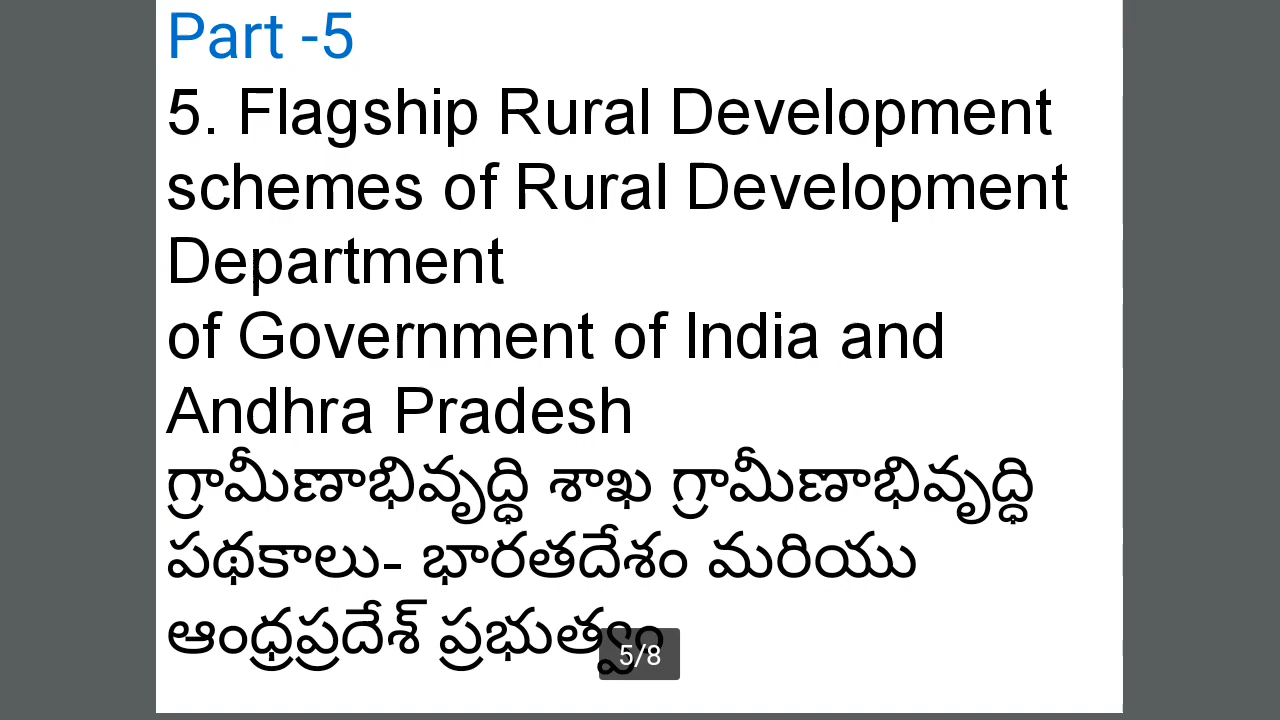 Part -5
5. Flagship Rural Development
schemes of Rural Development
Department
of Government of India and
Andhra Pradesh
గ్రామీణాభివృద్ధి శాఖ గ్రామీణాభివృద్ధి
పథకాలు- భారతదేశం మరియు
ఆంధ్రప్రదేశ్ ప్రభుత్వం
5/8